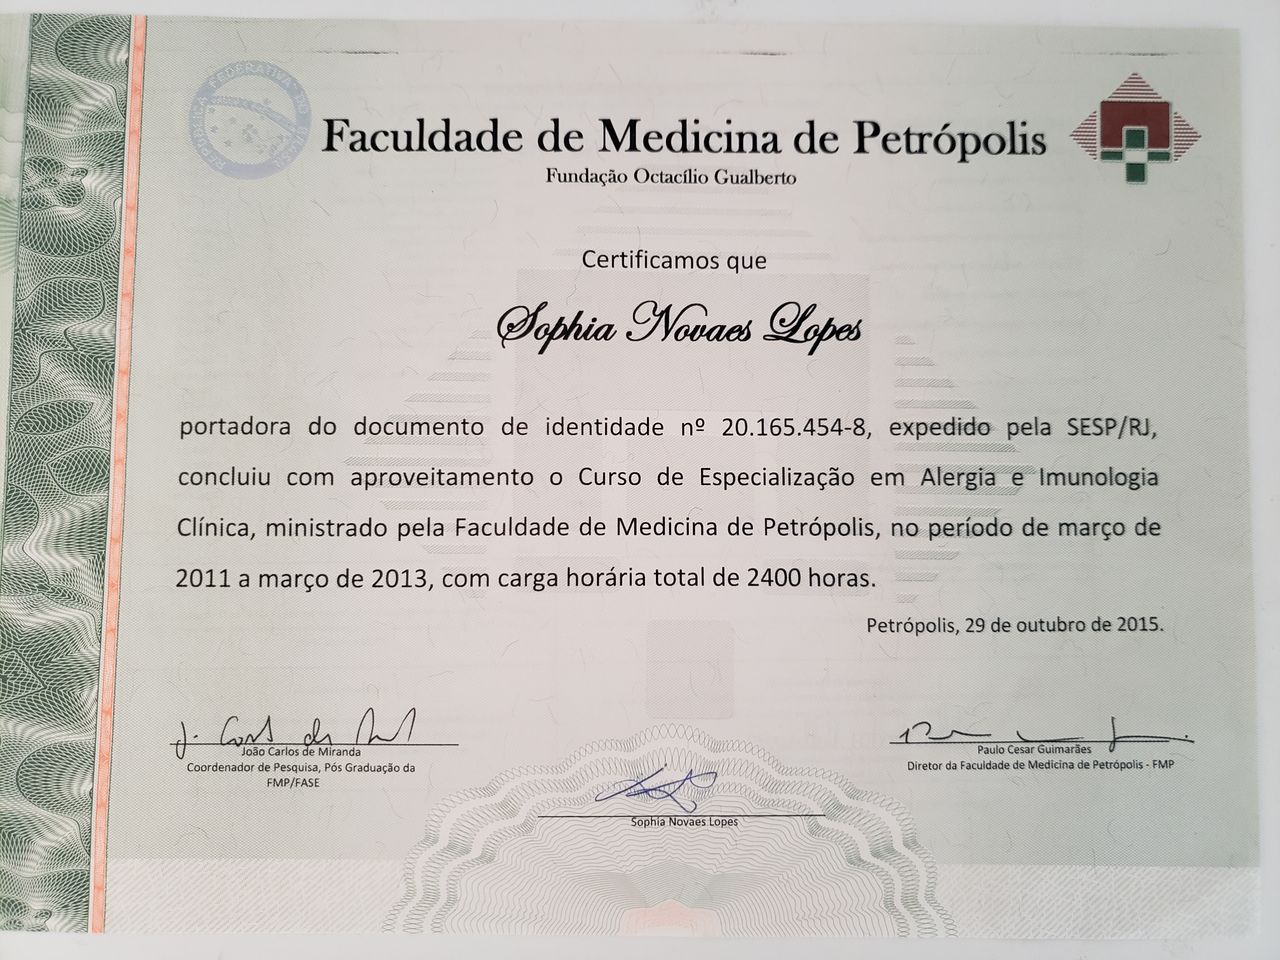 REPÚBLICA FEDERATIVA DO BRASIL
Faculdade de Medicina de Petrópolis
Fundação Octacílio Gualberto
Certificamos que
Sophia Novaes Lopes
portadora do documento de identidade nº 20.165.454-8, expedido pela SESP/RJ,
concluiu com aproveitamento o Curso de Especialização em Alergia e Imunologia
Clínica, ministrado pela Faculdade de Medicina de Petrópolis, no período de março de
2011 a março de 2013, com carga horária total de 2400 horas.
Petrópolis, 29 de outubro de 2015.
João Carlos de Miranda
Coordenador de Pesquisa, Pós Graduação da
FMP/FASE
Paulo Cesar Guimarães
Diretor da Faculdade de Medicina de Petrópolis - FMP
Sophia Novaes Lopes